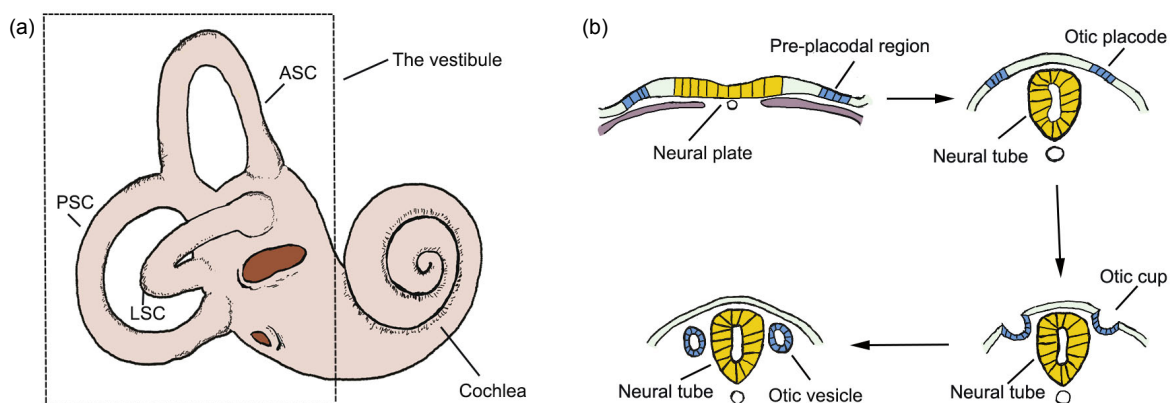 (a)
ASC
The vestibule
PSC
LSC
Cochlea
(b)
Pre-placodal region
Otic placode
Neural plate
Neural tube
Otic cup
Neural tube
Otic vesicle
Neural tube